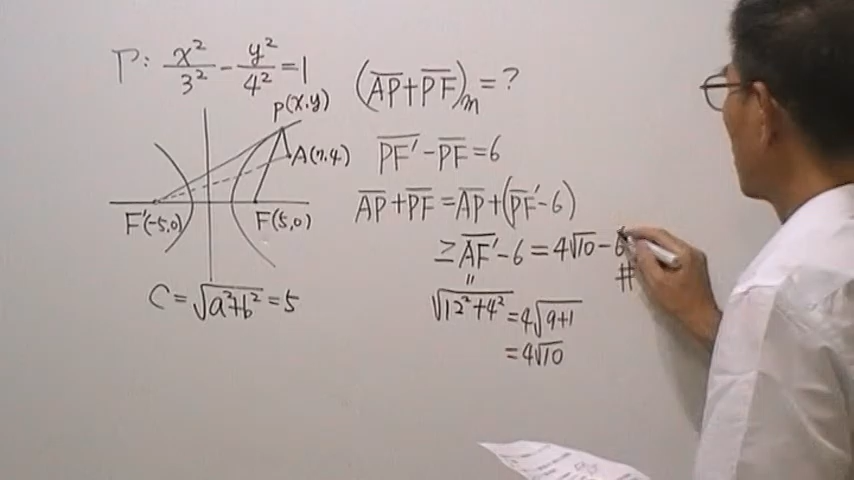 Γ: x²/3² - y²/4² = 1
(AP + PF)m = ?
P(x,y)
A(7,4)
F'(-5,0)
F(5,0)
C = √(a²+b²) = 5
PF' - PF = 6
AP + PF = AP + (PF' - 6)
≥ AF' - 6 = 4√10 - 6
#
"
√(12²+4²) = 4√(9+1)
= 4√10